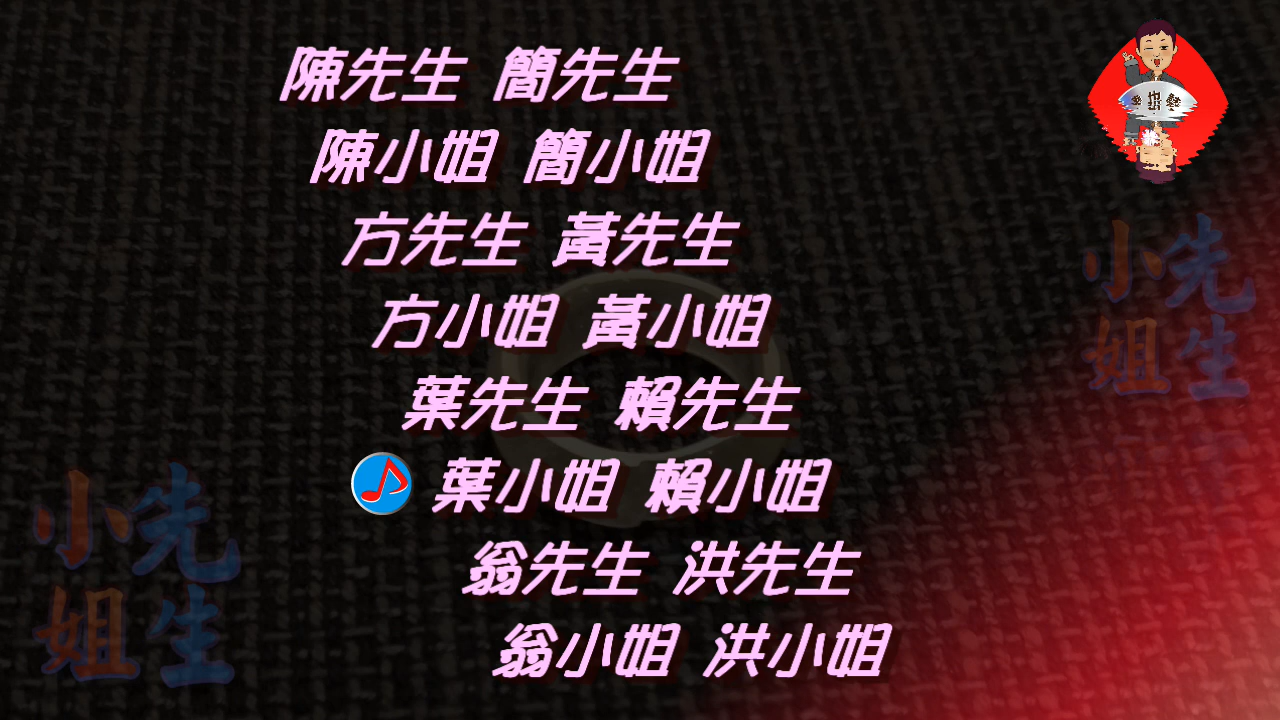 陳先生 簡先生
陳小姐 簡小姐
方先生 黃先生
方小姐 黃小姐
葉先生 賴先生
葉小姐 賴小姐
翁先生 洪先生
翁小姐 洪小姐
先生
小姐
先生
小姐